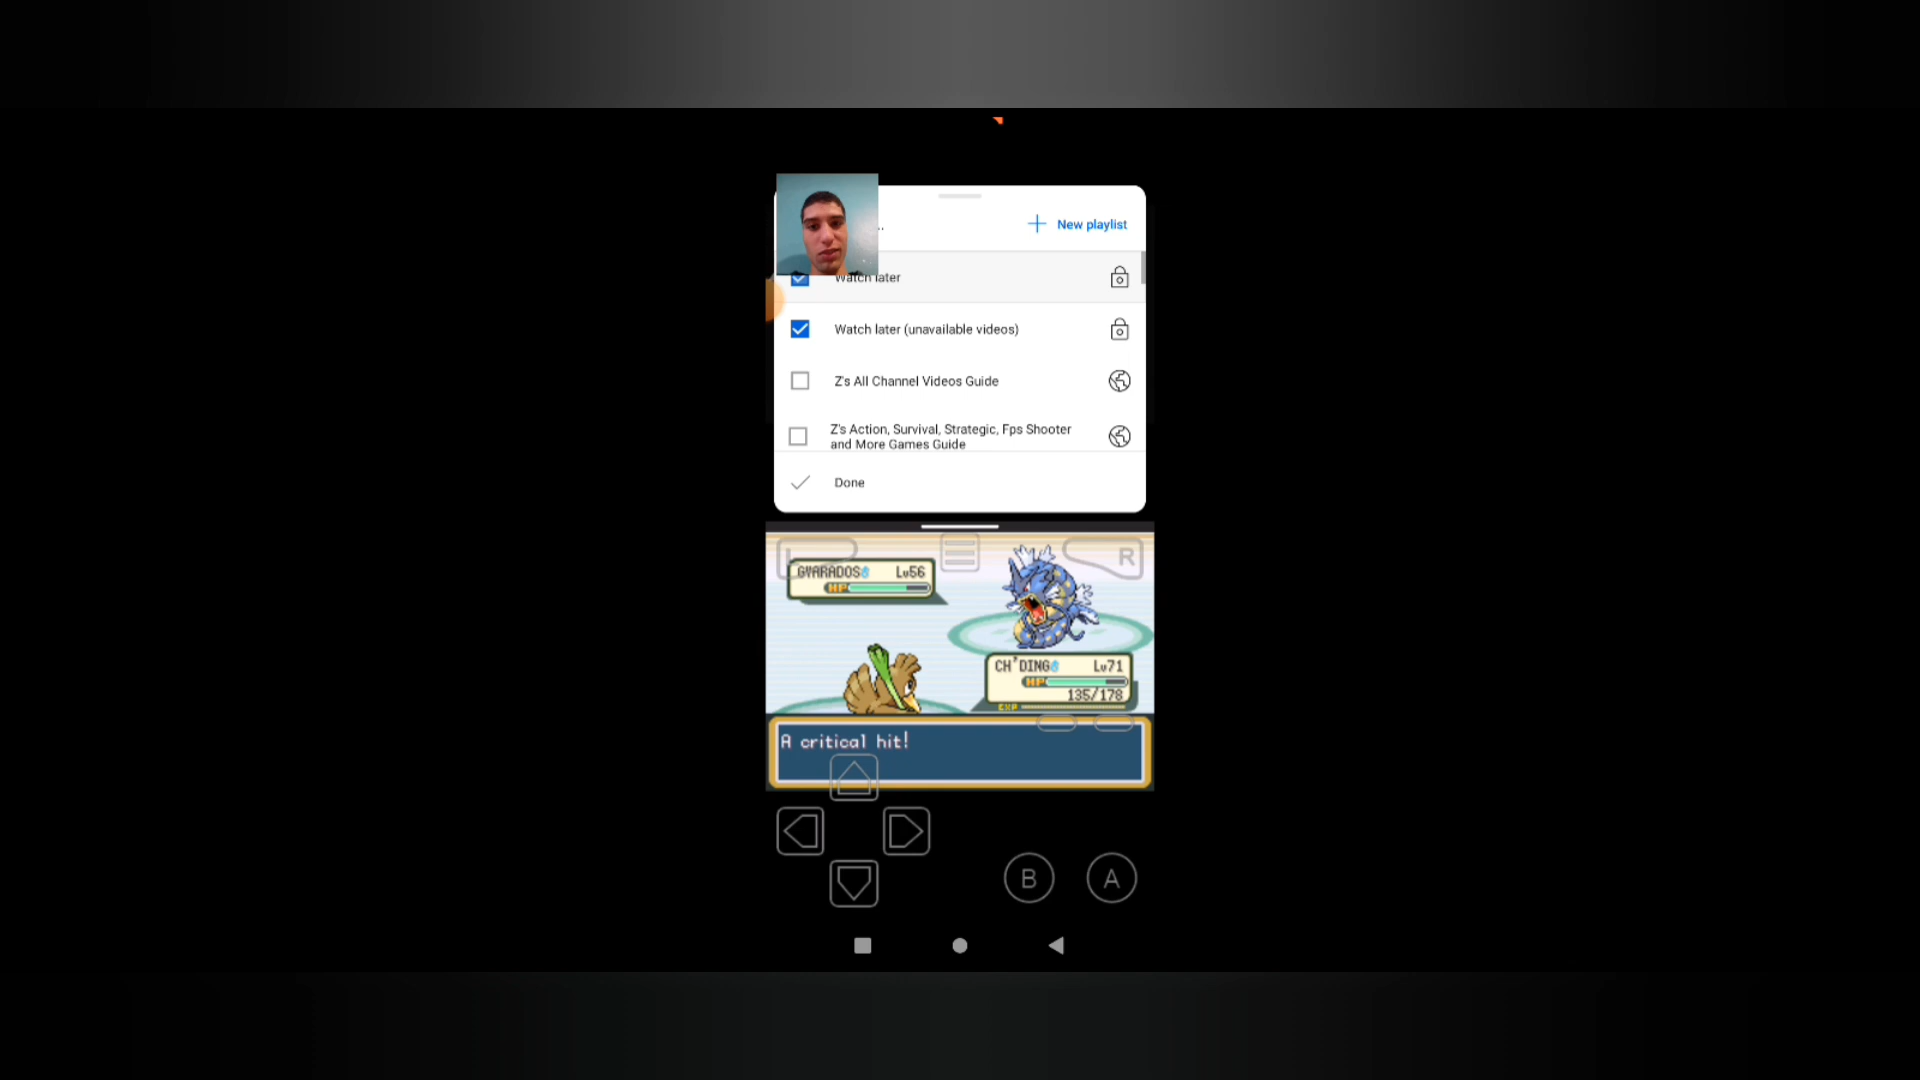 ..
New playlist
Watch later
Watch later (unavailable videos)
Z's All Channel Videos Guide
Z's Action, Survival, Strategic, Fps Shooter
and More Games Guide
Done
L
R
GYARADOS♂ Lv56
HP
CH'DING♂ Lv71
HP
135/178
EXP
A critical hit!
B
A